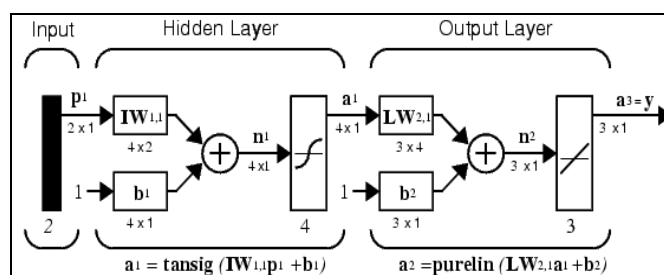 Input Hidden Layer Output Layer
p1 a1 a3 = y
2 x 1 IW1,1 4 x 1 LW2,1 3 x 1
4 x 2 n1 3 x 4 n2
4 x1 3 x 1
1 b1 1 b2
2 4 x 1 4 3 x 1 3
a1 = tansig (IW1,1p1 +b1) a2 =purelin (LW2,1a1 +b2)